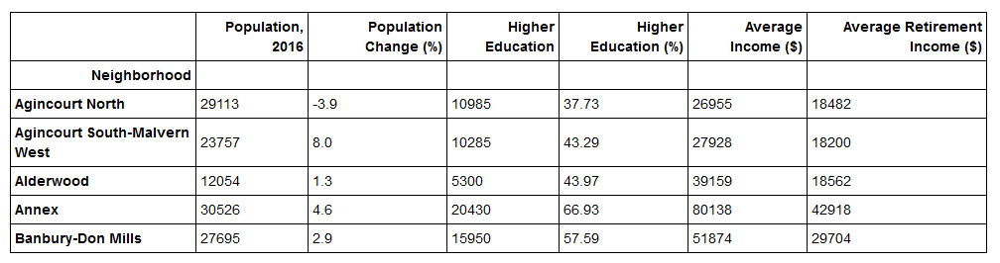 Population, 2016 Population Change (%) Higher Education Higher Education (%) Average Income ($) Average Retirement Income ($)
Neighborhood
Agincourt North 29113 -3.9 10985 37.73 26955 18482
Agincourt South-Malvern West 23757 8.0 10285 43.29 27928 18200
Alderwood 12054 1.3 5300 43.97 39159 18562
Annex 30526 4.6 20430 66.93 80138 42918
Banbury-Don Mills 27695 2.9 15950 57.59 51874 29704